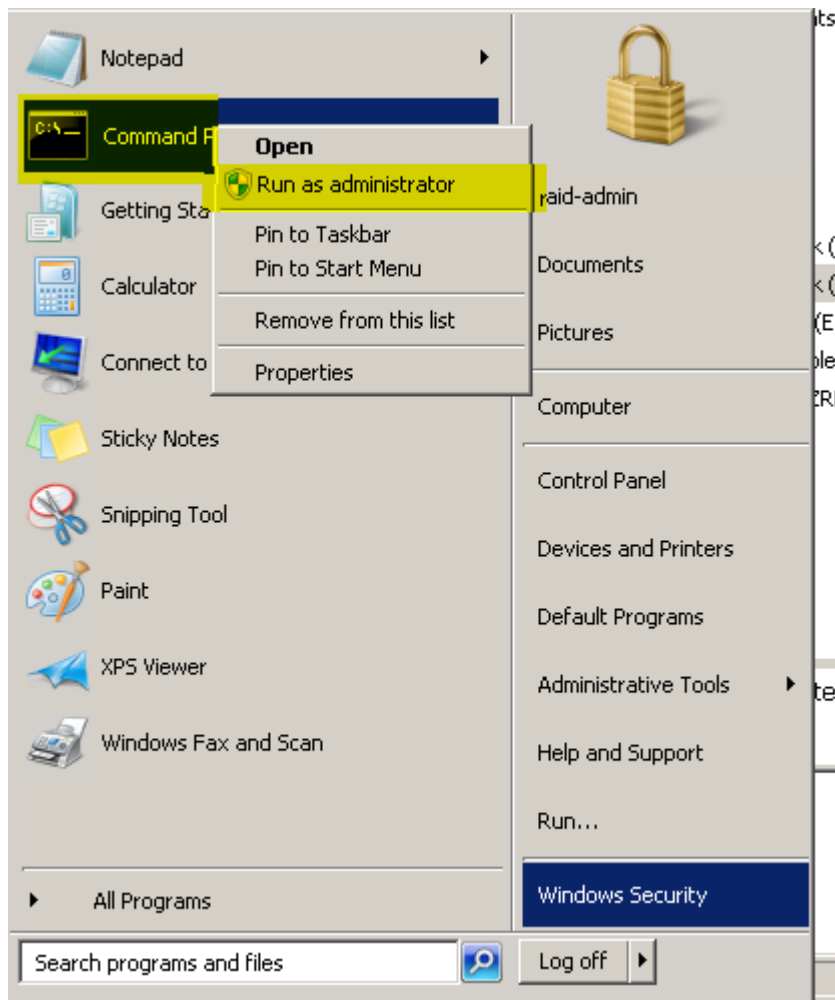 Notepad
C:\
Command P
Open
Run as administrator
Getting Sta
Pin to Taskbar
Pin to Start Menu
Calculator
Remove from this list
Connect to
Properties
Sticky Notes
Snipping Tool
Paint
XPS Viewer
Windows Fax and Scan
All Programs
Search programs and files
raid-admin
Documents
Pictures
Computer
Control Panel
Devices and Printers
Default Programs
Administrative Tools
Help and Support
Run...
Windows Security
Log off